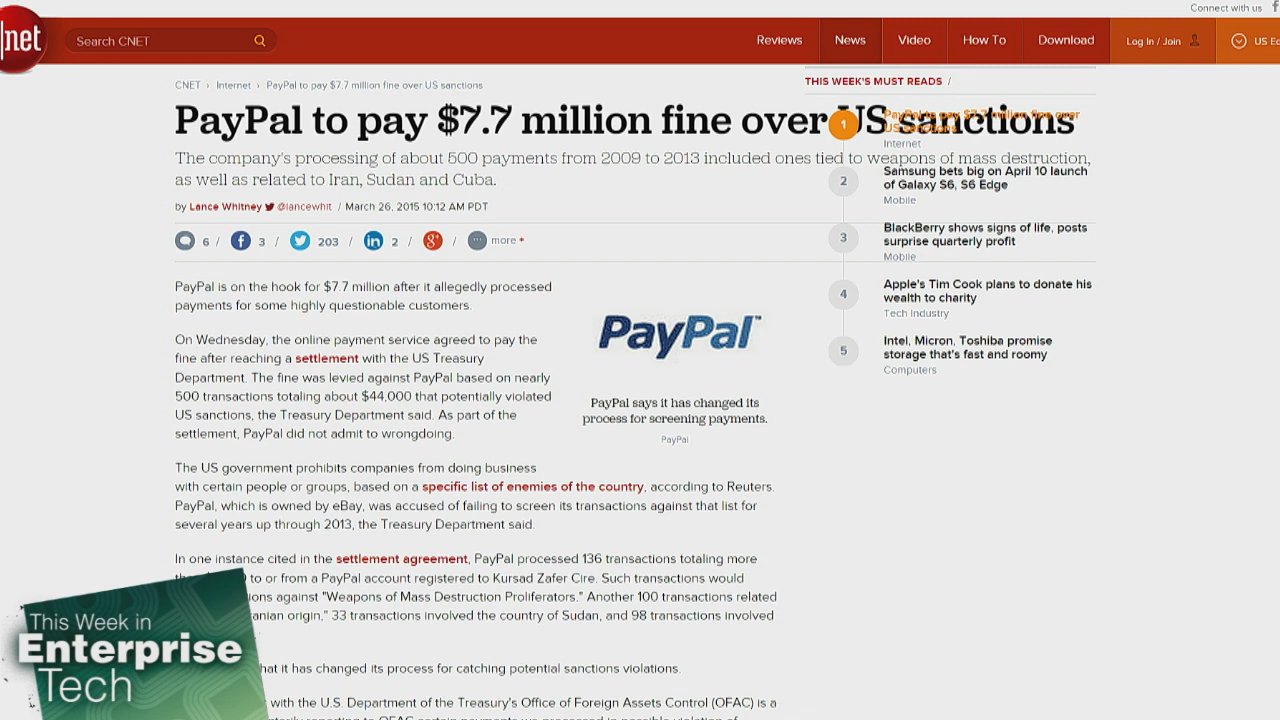 Connect with us f
net
Search CNET
Reviews
News
Video
How To
Download
Log In / Join
US
CNET › Internet › PayPal to pay $7.7 million fine over US sanctions
PayPal to pay $7.7 million fine over US sanctions
The company's processing of about 500 payments from 2009 to 2013 included ones tied to weapons of mass destruction,
as well as related to Iran, Sudan and Cuba.
by Lance Whitney @lancewhit / March 26, 2015 10:12 AM PDT
6 / f 3 / 203 / in 2 / g+ / more +
PayPal is on the hook for $7.7 million after it allegedly processed
payments for some highly questionable customers.
On Wednesday, the online payment service agreed to pay the
fine after reaching a settlement with the US Treasury
Department. The fine was levied against PayPal based on nearly
500 transactions totaling about $44,000 that potentially violated
US sanctions, the Treasury Department said. As part of the
settlement, PayPal did not admit to wrongdoing.
PayPal™
PayPal says it has changed its
process for screening payments.
PayPal
The US government prohibits companies from doing business
with certain people or groups, based on a specific list of enemies of the country, according to Reuters.
PayPal, which is owned by eBay, was accused of failing to screen its transactions against that list for
several years up through 2013, the Treasury Department said.
In one instance cited in the settlement agreement, PayPal processed 136 transactions totaling more
to or from a PayPal account registered to Kursad Zafer Cire. Such transactions would
against "Weapons of Mass Destruction Proliferators." Another 100 transactions related
origin," 33 transactions involved the country of Sudan, and 98 transactions involved
it has changed its process for catching potential sanctions violations.
with the U.S. Department of the Treasury's Office of Foreign Assets Control (OFAC) is a
THIS WEEK'S MUST READS /
1
PayPal to pay $7.7 million fine over
US sanctions
Internet
2
Samsung bets big on April 10 launch
of Galaxy S6, S6 Edge
Mobile
3
BlackBerry shows signs of life, posts
surprise quarterly profit
Mobile
4
Apple's Tim Cook plans to donate his
wealth to charity
Tech Industry
5
Intel, Micron, Toshiba promise
storage that's fast and roomy
Computers
This Week in
Enterprise
Tech